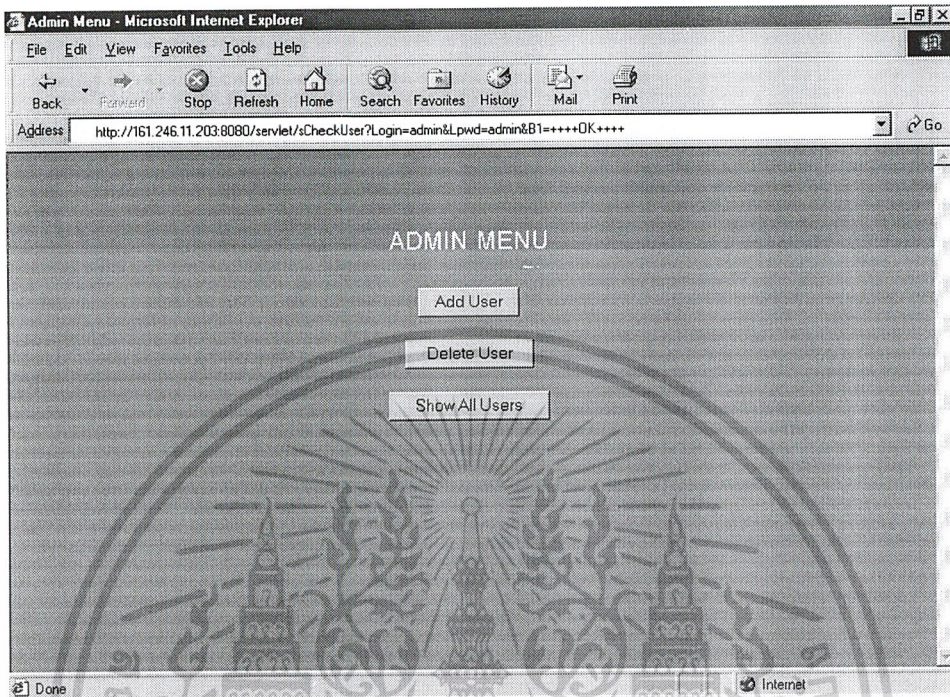 Admin Menu - Microsoft Internet Explorer
File Edit View Favorites Tools Help
Back Forward Stop Refresh Home Search Favorites History Mail Print
Address http://161.246.11.203:8080/servlet/sCheckUser?Login=admin&Lpwd=admin&B1=++++OK++++ Go
ADMIN MENU
Add User
Delete User
Show All Users
Done Internet